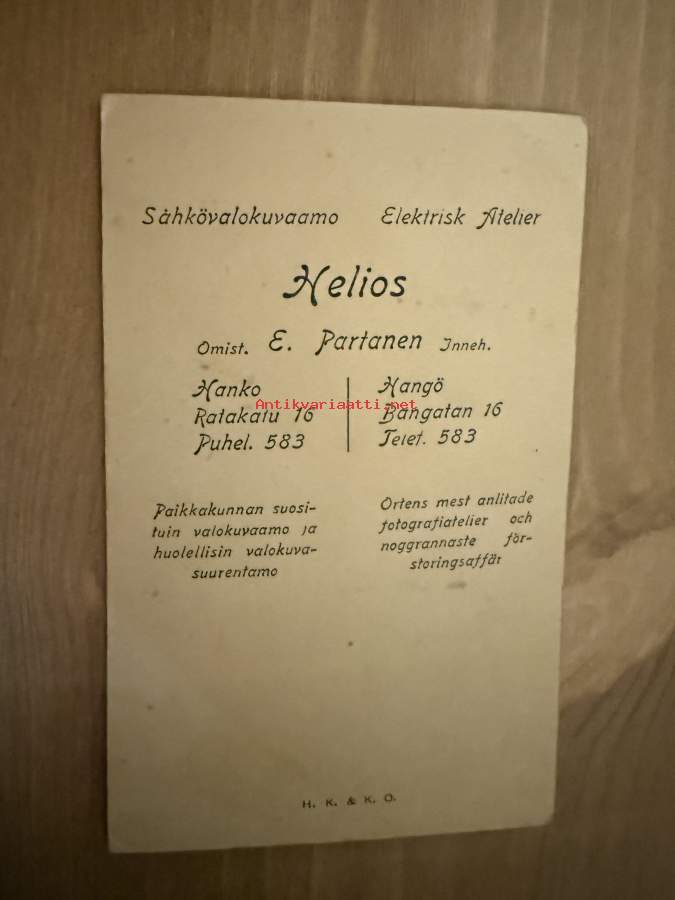 Sähkövalokuvaamo Elektrisk Atelier
Helios
Omist. E. Partanen Inneh.
Hanko
Ratakatu 16
Puhel. 583
Hangö
Bangatan 16
Telef. 583
Antikvariaatti.net
Paikkakunnan suosi-
tuin valokuvaamo ja
huolellisin valokuva-
suurentamo
Ortens mest anlitade
fotografiatelier och
noggrannaste för-
storingsaffär
H. K. & K. O.